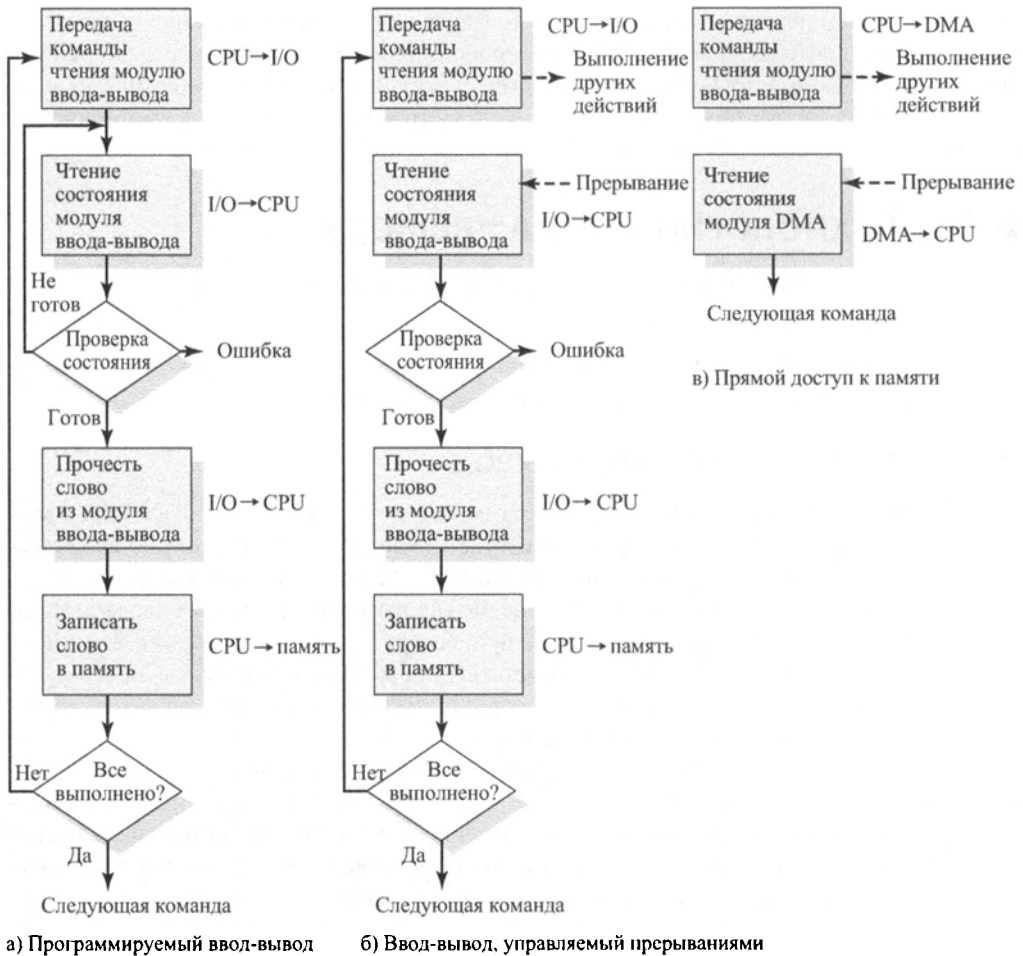 Передача
команды
чтения модулю
ввода-вывода
CPU→I/O
Чтение
состояния
модуля
ввода-вывода
I/O→CPU
Не
готов
Проверка
состояния
Ошибка
Готов
Прочесть
слово
из модуля
ввода-вывода
I/O→CPU
Записать
слово
в память
CPU→память
Все
выполнено?
Нет
Да
Следующая команда
а) Программируемый ввод-вывод
Передача
команды
чтения модулю
ввода-вывода
CPU→I/O
Выполнение
других
действий
Чтение
состояния
модуля
ввода-вывода
Прерывание
I/O→CPU
Проверка
состояния
Ошибка
Готов
Прочесть
слово
из модуля
ввода-вывода
I/O→CPU
Записать
слово
в память
CPU→память
Все
выполнено?
Нет
Да
Следующая команда
б) Ввод-вывод, управляемый прерываниями
Передача
команды
чтения модулю
ввода-вывода
CPU→DMA
Выполнение
других
действий
Чтение
состояния
модуля DMA
Прерывание
DMA→CPU
Следующая команда
в) Прямой доступ к памяти